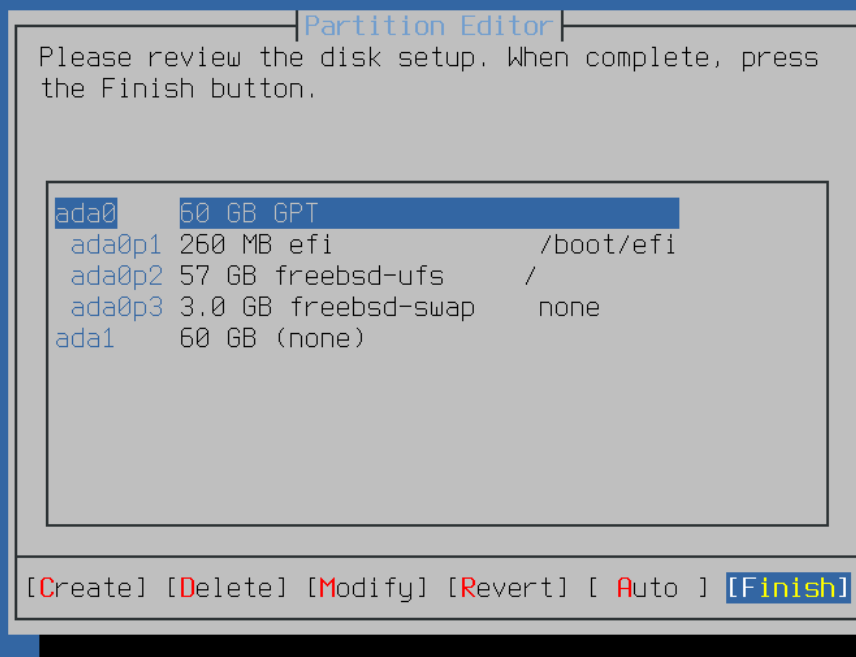 Partition Editor
Please review the disk setup. When complete, press
the Finish button.
ada0 60 GB GPT
ada0p1 260 MB efi /boot/efi
ada0p2 57 GB freebsd-ufs /
ada0p3 3.0 GB freebsd-swap none
ada1 60 GB (none)
[Create] [Delete] [Modify] [Revert] [ Auto ] [Finish]